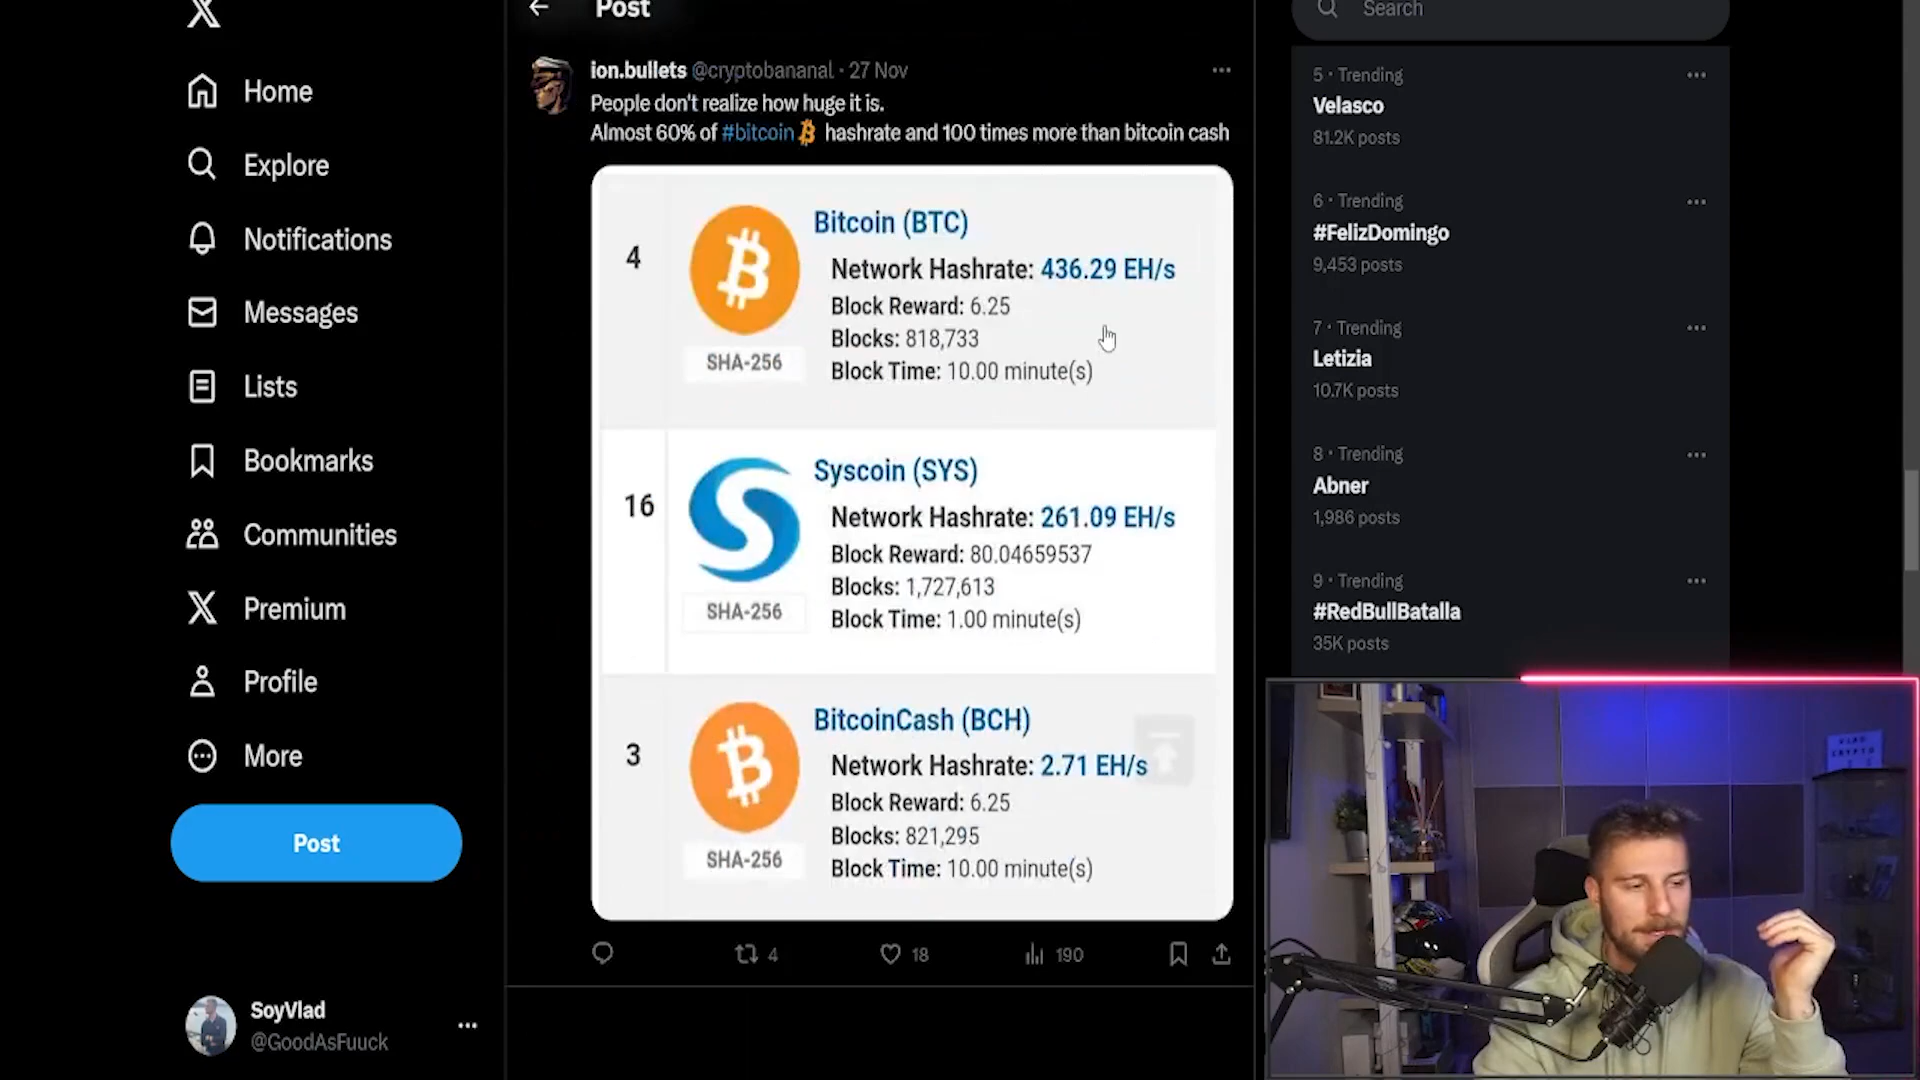 X
Home
Explore
Notifications
Messages
Lists
Bookmarks
Communities
Premium
Profile
More
Post
SoyVlad
@GoodAsFuuck
Post
ion.bullets @cryptobananal · 27 Nov
People don't realize how huge it is.
Almost 60% of #bitcoin hashrate and 100 times more than bitcoin cash
4
Bitcoin (BTC)
Network Hashrate: 436.29 EH/s
Block Reward: 6.25
Blocks: 818,733
Block Time: 10.00 minute(s)
SHA-256
16
Syscoin (SYS)
Network Hashrate: 261.09 EH/s
Block Reward: 80.04659537
Blocks: 1,727,613
Block Time: 1.00 minute(s)
SHA-256
3
BitcoinCash (BCH)
Network Hashrate: 2.71 EH/s
Block Reward: 6.25
Blocks: 821,295
Block Time: 10.00 minute(s)
SHA-256
4
18
190
Search
5 · Trending
Velasco
81.2K posts
6 · Trending
#FelizDomingo
9,453 posts
7 · Trending
Letizia
10.7K posts
8 · Trending
Abner
1,986 posts
9 · Trending
#RedBullBatalla
35K posts